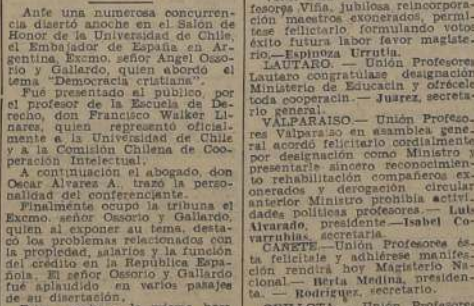 Ante una numerosa concurren-
cia disertó anoche en el Salón de
Honor de la Universidad de Chile,
el Embajador de España en Ar-
gentina, Excmo. señor Angel Osso-
rio y Gallardo, quien abordó el
tema "Democracia cristiana".
Fué presentado al público, por
el profesor de la Escuela de De-
recho, don Francisco Walker Li-
nares, quien representó oficial-
mente a la Universidad de Chile
y a la Comisión Chilena de Coo-
peración Intelectual.
A continuación el abogado, don
Oscar Alvarez A., trazó la perso-
nalidad del conferenciante.
Finalmente ocupó la tribuna el
Excmo. señor Ossorio y Gallardo,
quien al exponer su tema, desta-
có los problemas relacionados con
la propiedad, salarios y la función
del crédito en la República Espa-
ñola. El señor Ossorio y Gallardo
fué aplaudido en varios pasajes
de su disertación.
fesores Viña, jubilosa reincorpora-
ción maestros exonerados, permi-
tese felicitarlo formulando votos
éxito futura labor favor magiste-
rio.—Espinoza Urrutia.
LAUTARO. — Unión Profesores
Lautaro congratúlase designación
Ministerio de Educacin y ofrécele
toda cooperacin. — Juarez, secreta-
rio general.
VALPARAISO. — Unión Profeso-
res Valparaíso en asamblea gene-
ral acordó felicitarlo cordialmente
por designación como Ministro y
presentarle sincero reconocimien-
to rehabilitación compañeros ex-
onerados y derogación circular
anterior Ministro prohibía activi-
dades políticas profesores. — Luis
Alvarado, presidente.—Isabel Co-
varrubias, secretaria.
CAÑETE.—Unión Profesores és-
ta felicítale y adhiérese manifes-
tación rendirá hoy Magisterio Na-
cional. — Berta Medina, presiden-
ta. — Rodríguez, secretario.